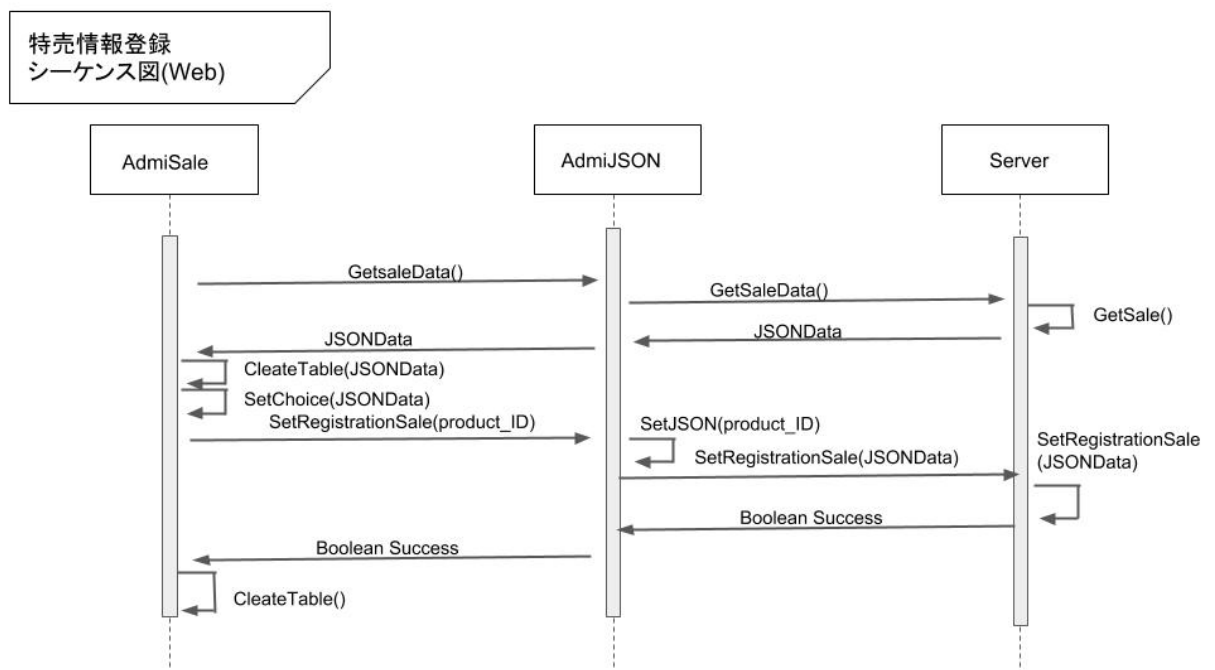 特売情報登録
シーケンス図(Web)
AdmiSale
AdmiJSON
Server
GetsaleData()
GetSaleData()
GetSale()
JSONData
JSONData
CleateTable(JSONData)
SetChoice(JSONData)
SetRegistrationSale(product_ID)
SetJSON(product_ID)
SetRegistrationSale(JSONData)
SetRegistrationSale
(JSONData)
Boolean Success
Boolean Success
CleateTable()